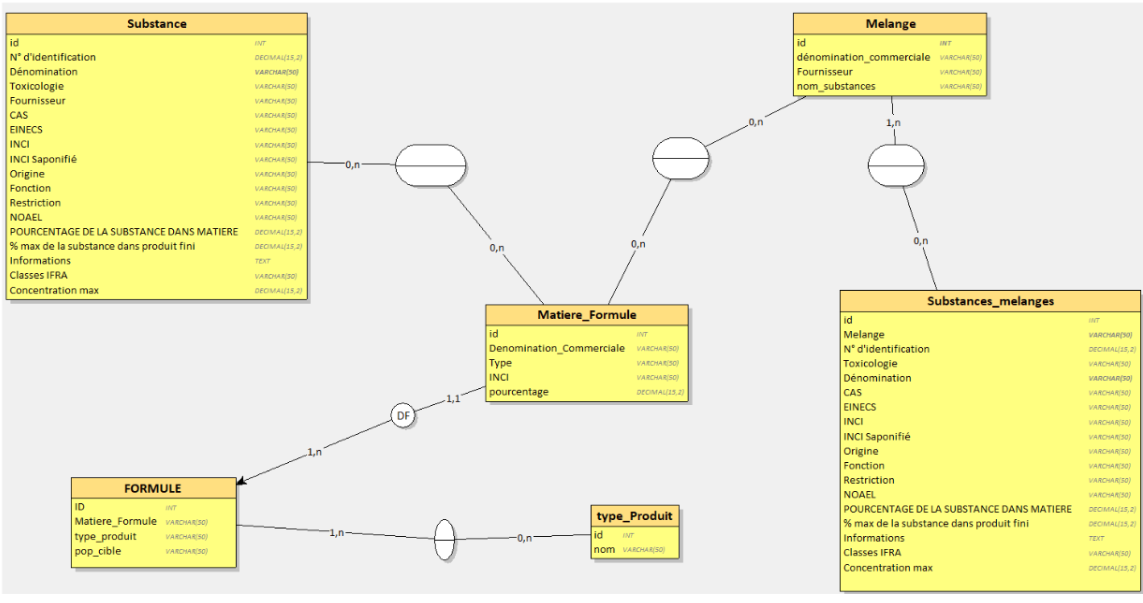 Substance
id INT
N° d'identification DECIMAL(15,2)
Dénomination VARCHAR(50)
Toxicologie VARCHAR(50)
Fournisseur VARCHAR(50)
CAS VARCHAR(50)
EINECS VARCHAR(50)
INCI VARCHAR(50)
INCI Saponifié VARCHAR(50)
Origine VARCHAR(50)
Fonction VARCHAR(50)
Restriction VARCHAR(50)
NOAEL VARCHAR(50)
POURCENTAGE DE LA SUBSTANCE DANS MATIERE DECIMAL(15,2)
% max de la substance dans produit fini DECIMAL(15,2)
Informations TEXT
Classes IFRA VARCHAR(50)
Concentration max DECIMAL(15,2)
Melange
id INT
dénomination_commerciale VARCHAR(50)
Fournisseur VARCHAR(50)
nom_substances VARCHAR(50)
0,n
0,n
0,n
0,n
1,n
0,n
Matiere_Formule
id INT
Denomination_Commerciale VARCHAR(50)
Type VARCHAR(50)
INCI VARCHAR(50)
pourcentage DECIMAL(15,2)
Substances_melanges
id INT
Melange VARCHAR(50)
N° d'identification DECIMAL(15,2)
Toxicologie VARCHAR(50)
Dénomination VARCHAR(50)
CAS VARCHAR(50)
EINECS VARCHAR(50)
INCI VARCHAR(50)
INCI Saponifié VARCHAR(50)
Origine VARCHAR(50)
Fonction VARCHAR(50)
Restriction VARCHAR(50)
NOAEL VARCHAR(50)
POURCENTAGE DE LA SUBSTANCE DANS MATIERE DECIMAL(15,2)
% max de la substance dans produit fini DECIMAL(15,2)
Informations TEXT
Classes IFRA VARCHAR(50)
Concentration max DECIMAL(15,2)
1,1
DF
1,n
FORMULE
ID INT
Matiere_Formule VARCHAR(50)
type_produit VARCHAR(50)
pop_cible VARCHAR(50)
1,n
0,n
type_Produit
id INT
nom VARCHAR(50)